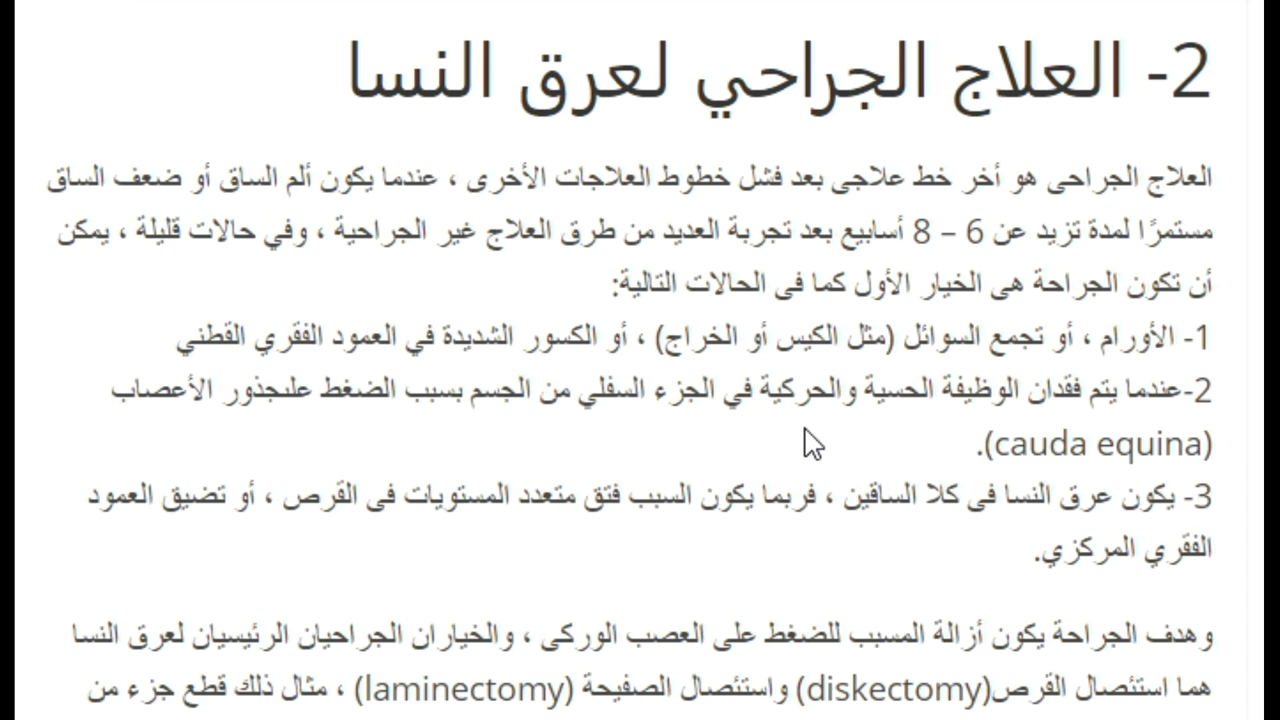 2- العلاج الجراحي لعرق النسا
العلاج الجراحى هو أخر خط علاجى بعد فشل خطوط العلاجات الأخرى ، عندما يكون ألم الساق أو ضعف الساق
مستمرًا لمدة تزيد عن 6 – 8 أسابيع بعد تجربة العديد من طرق العلاج غير الجراحية ، وفي حالات قليلة ، يمكن
أن تكون الجراحة هى الخيار الأول كما فى الحالات التالية:
1- الأورام ، أو تجمع السوائل (مثل الكيس أو الخراج) ، أو الكسور الشديدة في العمود الفقري القطني
2-عندما يتم فقدان الوظيفة الحسية والحركية في الجزء السفلي من الجسم بسبب الضغط علىجذور الأعصاب
(cauda equina).
3- يكون عرق النسا فى كلا الساقين ، فربما يكون السبب فتق متعدد المستويات فى القرص ، أو تضيق العمود
الفقري المركزي.
وهدف الجراحة يكون أزالة المسبب للضغط على العصب الوركى ، والخياران الجراحيان الرئيسيان لعرق النسا
هما استئصال القرص(diskectomy) واستئصال الصفيحة (laminectomy) ، مثال ذلك قطع جزء من